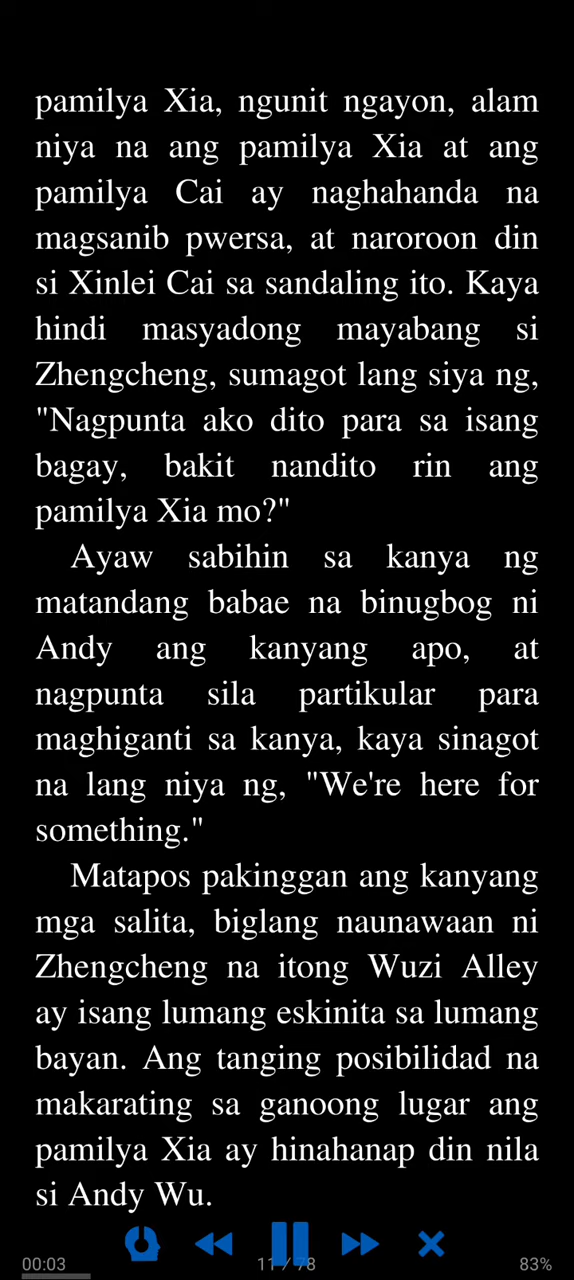 pamilya Xia, ngunit ngayon, alam
niya na ang pamilya Xia at ang
pamilya Cai ay naghahanda na
magsanib pwersa, at naroroon din
si Xinlei Cai sa sandaling ito. Kaya
hindi masyadong mayabang si
Zhengcheng, sumagot lang siya ng,
"Nagpunta ako dito para sa isang
bagay, bakit nandito rin ang
pamilya Xia mo?"
Ayaw sabihin sa kanya ng
matandang babae na binugbog ni
Andy ang kanyang apo, at
nagpunta sila partikular para
maghiganti sa kanya, kaya sinagot
na lang niya ng, "We're here for
something."
Matapos pakinggan ang kanyang
mga salita, biglang naunawaan ni
Zhengcheng na itong Wuzi Alley
ay isang lumang eskinita sa lumang
bayan. Ang tanging posibilidad na
makarating sa ganoong lugar ang
pamilya Xia ay hinahanap din nila
si Andy Wu.
00:03 11 / 78 83%